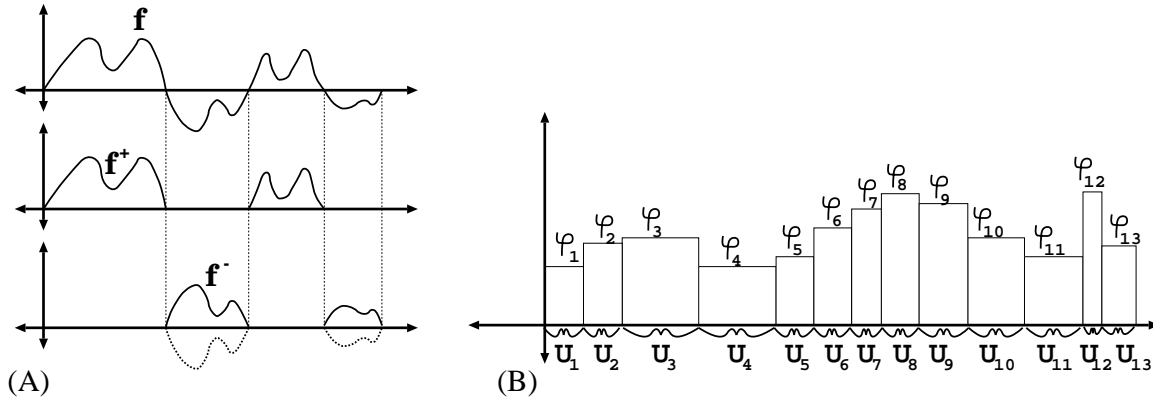 f
f⁺
f⁻
(A)
φ₁ φ₂ φ₃ φ₄ φ₅ φ₆ φ₇ φ₈ φ₉ φ₁₀ φ₁₁ φ₁₂ φ₁₃
U₁ U₂ U₃ U₄ U₅ U₆ U₇ U₈ U₉ U₁₀ U₁₁ U₁₂ U₁₃
(B)